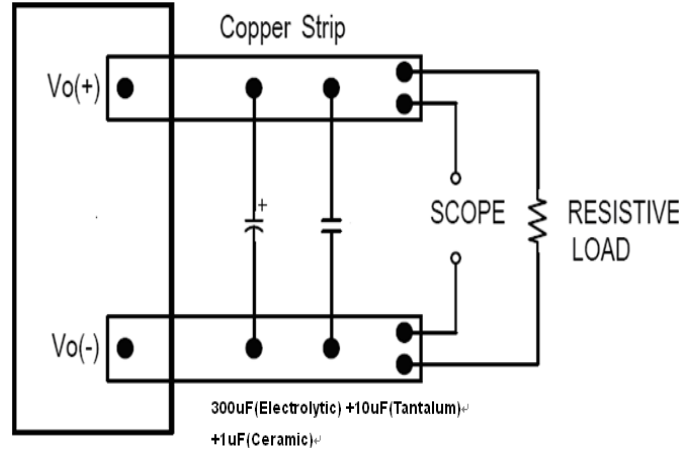 Copper Strip
Vo(+)
SCOPE
RESISTIVE
LOAD
Vo(-)
300uF(Electrolytic) +10uF(Tantalum)
+1uF(Ceramic)